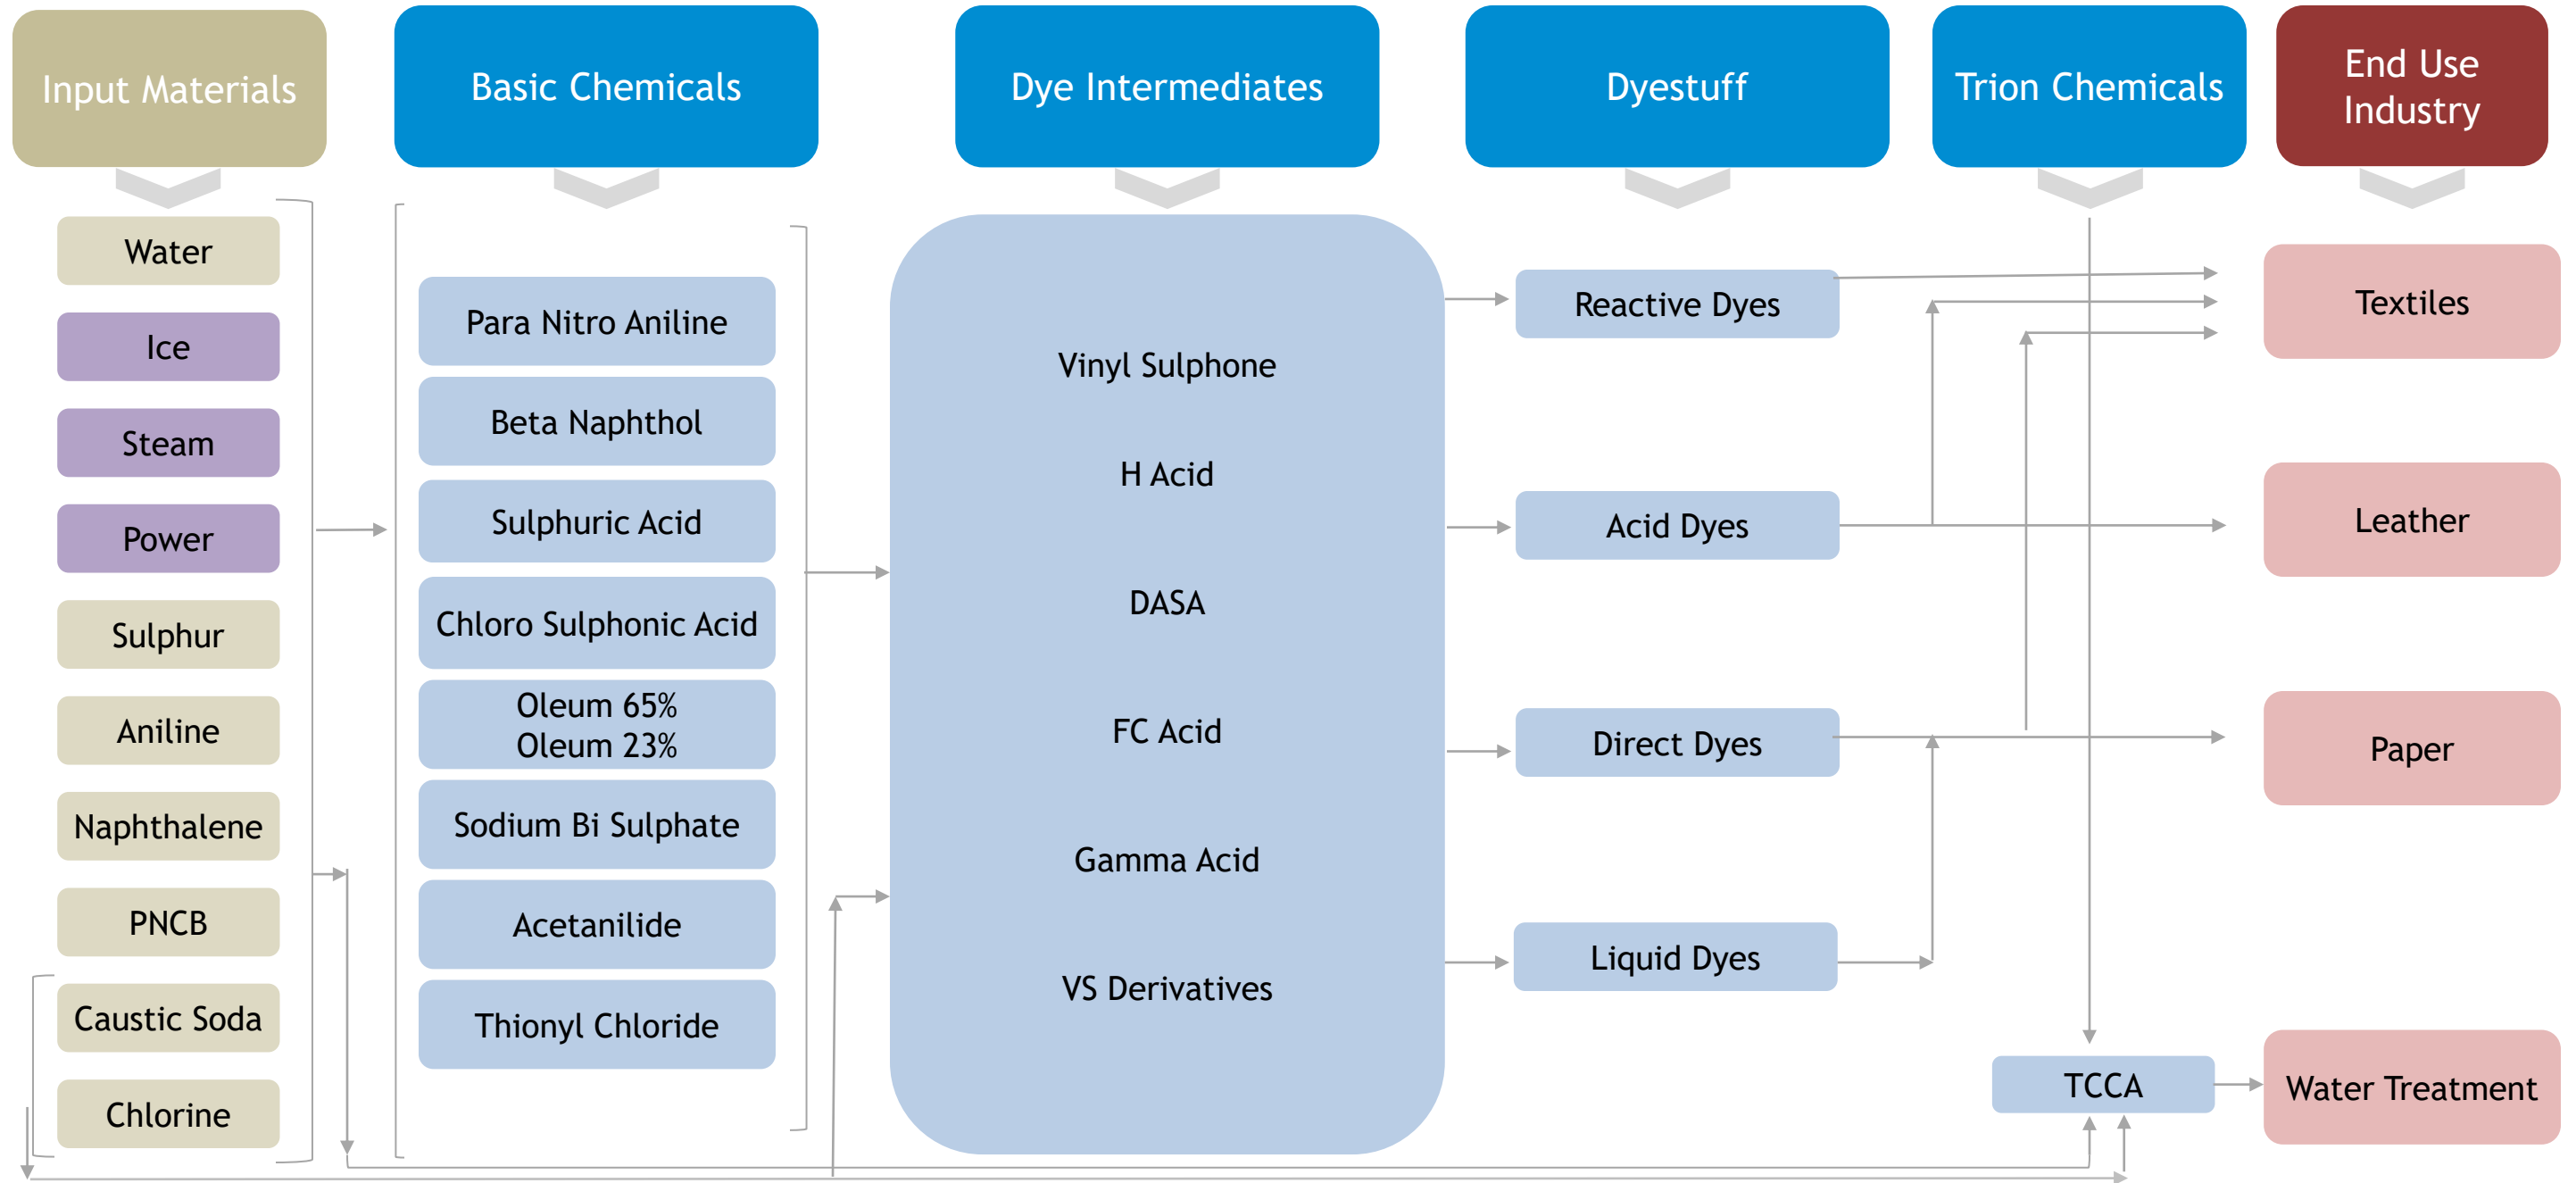 Input Materials
Basic Chemicals
Dye Intermediates
Dyestuff
Trion Chemicals
End Use
Industry
Water
Ice
Steam
Power
Sulphur
Aniline
Naphthalene
PNCB
Caustic Soda
Chlorine
Para Nitro Aniline
Beta Naphthol
Sulphuric Acid
Chloro Sulphonic Acid
Oleum 65%
Oleum 23%
Sodium Bi Sulphate
Acetanilide
Thionyl Chloride
Vinyl Sulphone
H Acid
DASA
FC Acid
Gamma Acid
VS Derivatives
Reactive Dyes
Acid Dyes
Direct Dyes
Liquid Dyes
TCCA
Textiles
Leather
Paper
Water Treatment